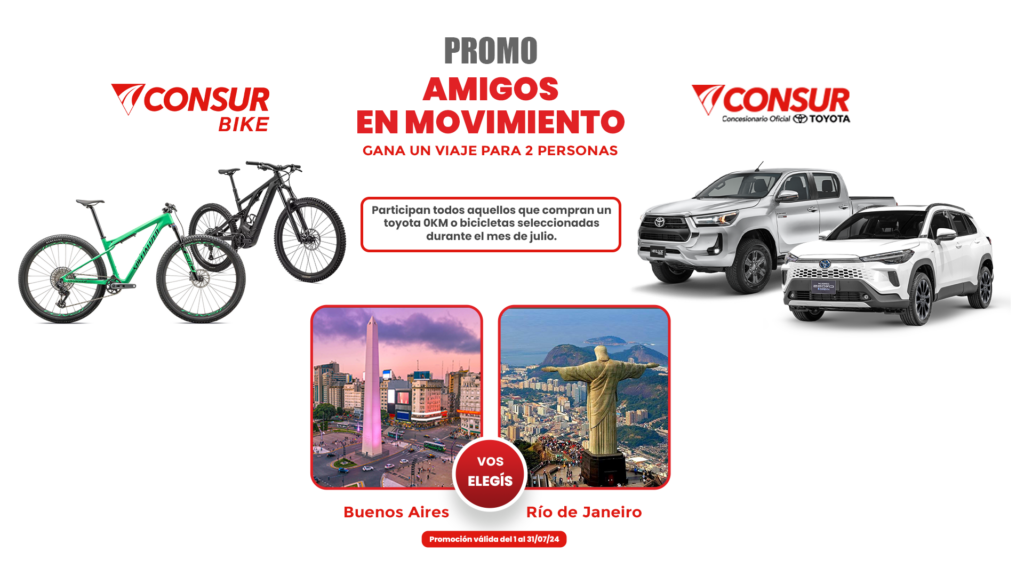 PROMO
AMIGOS
EN MOVIMIENTO
GANA UN VIAJE PARA 2 PERSONAS
CONSUR
BIKE
CONSUR
Concesionario Oficial TOYOTA
Participan todos aquellos que compran un
toyota 0KM o bicicletas seleccionadas
durante el mes de julio.
SPECIALIZED
VOS
ELEGÍS
Buenos Aires
Río de Janeiro
Promoción válida del 1 al 31/07/24